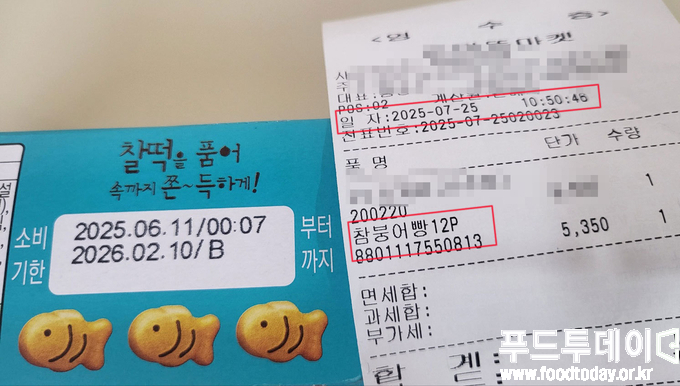 찰떡을 품어
속까지 쫀~득하게!
소비
기한
2025.06.11/00:07
2026.02.10/B
부터
까지
<영 수 증>
마켓
POS:02
일 자:2025-07-25 10:50:46
전표번호:2025-07-25020023
품 명 단가 수량
1
200220
참붕어빵12P 5,350 1
8801117550813
면세합:
과세합:
부가세:
합 계:
푸드투데이
www.foodtoday.or.kr